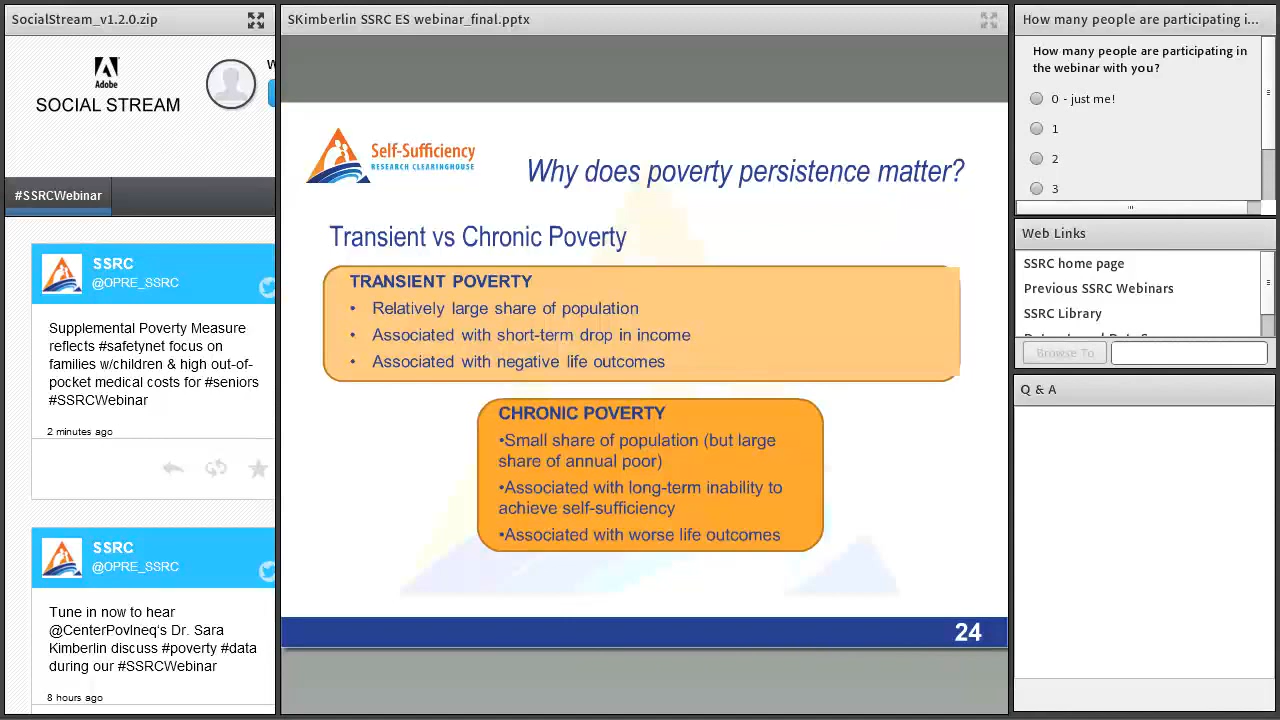 SocialStream_v1.2.0.zip
Adobe
SOCIAL STREAM
#SSRCWebinar
SSRC
@OPRE_SSRC
Supplemental Poverty Measure
reflects #safetynet focus on
families w/children & high out-of-
pocket medical costs for #seniors
#SSRCWebinar
2 minutes ago
SSRC
@OPRE_SSRC
Tune in now to hear
@CenterPovIneq's Dr. Sara
Kimberlin discuss #poverty #data
during our #SSRCWebinar
8 hours ago
SKimberlin SSRC ES webinar_final.pptx
Self-Sufficiency
RESEARCH CLEARINGHOUSE
Why does poverty persistence matter?
Transient vs Chronic Poverty
TRANSIENT POVERTY
• Relatively large share of population
• Associated with short-term drop in income
• Associated with negative life outcomes
CHRONIC POVERTY
•Small share of population (but large
share of annual poor)
•Associated with long-term inability to
achieve self-sufficiency
•Associated with worse life outcomes
24
How many people are participating i...
How many people are participating in
the webinar with you?
0 - just me!
1
2
3
Web Links
SSRC home page
Previous SSRC Webinars
SSRC Library
Browse To
Q & A